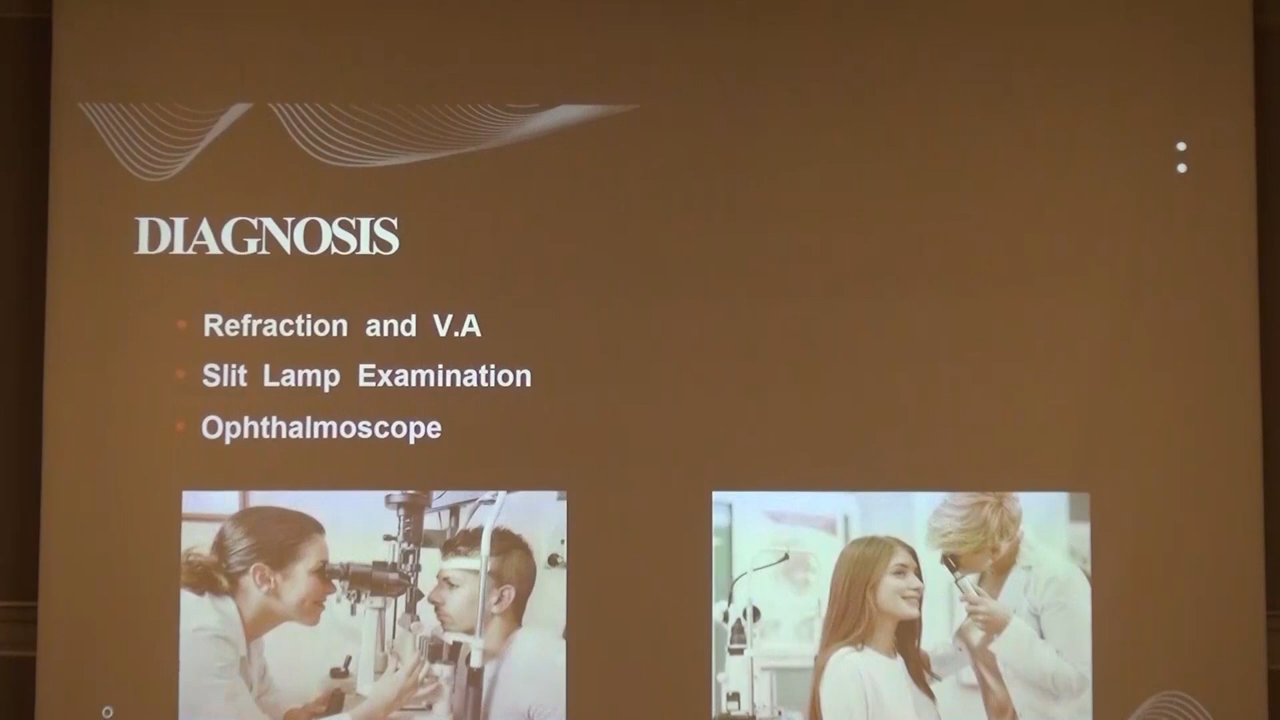 DIAGNOSIS
Refraction and V.A
Slit Lamp Examination
Ophthalmoscope